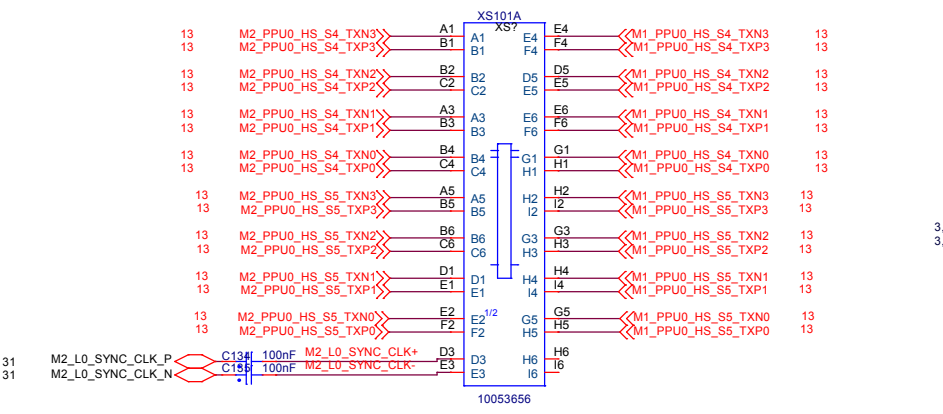 XS101A
XS?
13 M2_PPU0_HS_S4_TXN3 A1 A1 E4 E4 M1_PPU0_HS_S4_TXN3 13
13 M2_PPU0_HS_S4_TXP3 B1 B1 F4 F4 M1_PPU0_HS_S4_TXP3 13
13 M2_PPU0_HS_S4_TXN2 B2 B2 D5 D5 M1_PPU0_HS_S4_TXN2 13
13 M2_PPU0_HS_S4_TXP2 C2 C2 E5 E5 M1_PPU0_HS_S4_TXP2 13
13 M2_PPU0_HS_S4_TXN1 A3 A3 E6 E6 M1_PPU0_HS_S4_TXN1 13
13 M2_PPU0_HS_S4_TXP1 B3 B3 F6 F6 M1_PPU0_HS_S4_TXP1 13
13 M2_PPU0_HS_S4_TXN0 B4 B4 G1 G1 M1_PPU0_HS_S4_TXN0 13
13 M2_PPU0_HS_S4_TXP0 C4 C4 H1 H1 M1_PPU0_HS_S4_TXP0 13
13 M2_PPU0_HS_S5_TXN3 A5 A5 H2 H2 M1_PPU0_HS_S5_TXN3 13
13 M2_PPU0_HS_S5_TXP3 B5 B5 I2 I2 M1_PPU0_HS_S5_TXP3 13
13 M2_PPU0_HS_S5_TXN2 B6 B6 G3 G3 M1_PPU0_HS_S5_TXN2 13 3,
13 M2_PPU0_HS_S5_TXP2 C6 C6 H3 H3 M1_PPU0_HS_S5_TXP2 13 3,
13 M2_PPU0_HS_S5_TXN1 D1 D1 H4 H4 M1_PPU0_HS_S5_TXN1 13
13 M2_PPU0_HS_S5_TXP1 E1 E1 I4 I4 M1_PPU0_HS_S5_TXP1 13
13 M2_PPU0_HS_S5_TXN0 E2 E2 1/2 G5 G5 M1_PPU0_HS_S5_TXN0 13
13 M2_PPU0_HS_S5_TXP0 F2 F2 H5 H5 M1_PPU0_HS_S5_TXP0 13
31 M2_L0_SYNC_CLK_P C134 100nF M2_L0_SYNC_CLK+ D3 D3 H6 H6
31 M2_L0_SYNC_CLK_N C135 100nF M2_L0_SYNC_CLK- E3 E3 I6 I6
10053656